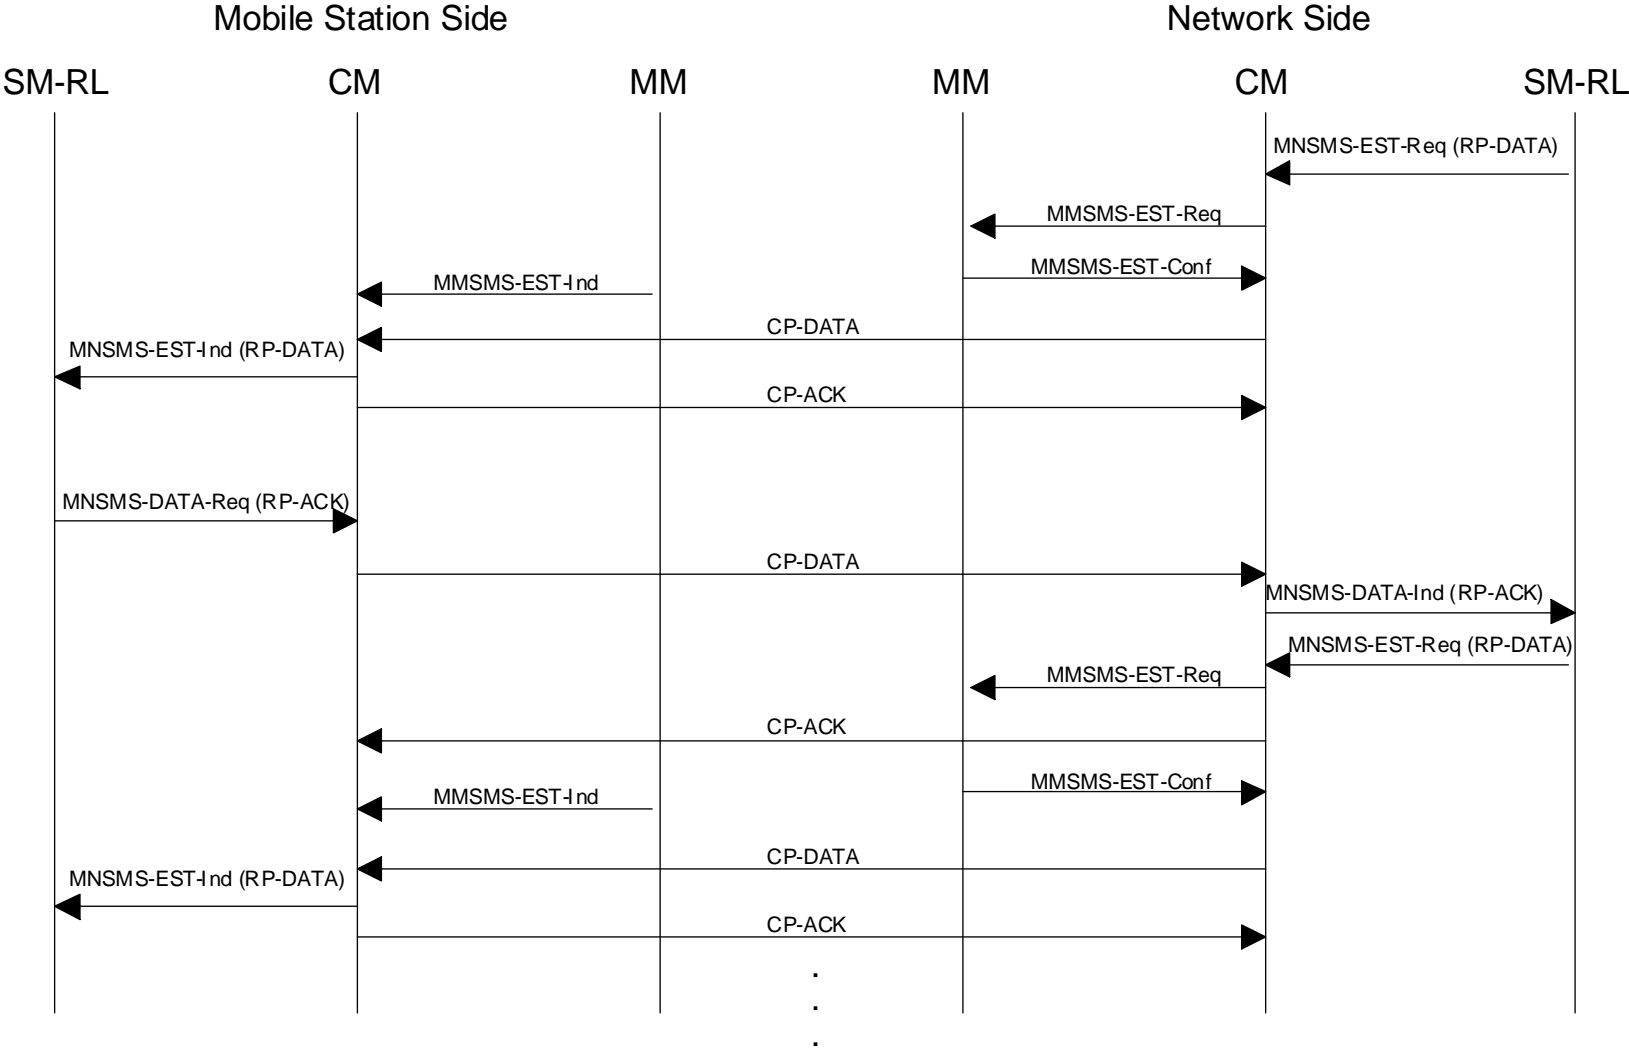 Mobile Station Side
Network Side
SM-RL CM MM MM CM SM-RL
MNSMS-EST-Req (RP-DATA)
MMSMS-EST-Req
MMSMS-EST-Conf
MMSMS-EST-Ind
CP-DATA
MNSMS-EST-Ind (RP-DATA)
CP-ACK
MNSMS-DATA-Req (RP-ACK)
CP-DATA
MNSMS-DATA-Ind (RP-ACK)
MNSMS-EST-Req (RP-DATA)
MMSMS-EST-Req
CP-ACK
MMSMS-EST-Conf
MMSMS-EST-Ind
CP-DATA
MNSMS-EST-Ind (RP-DATA)
CP-ACK
.
.
.